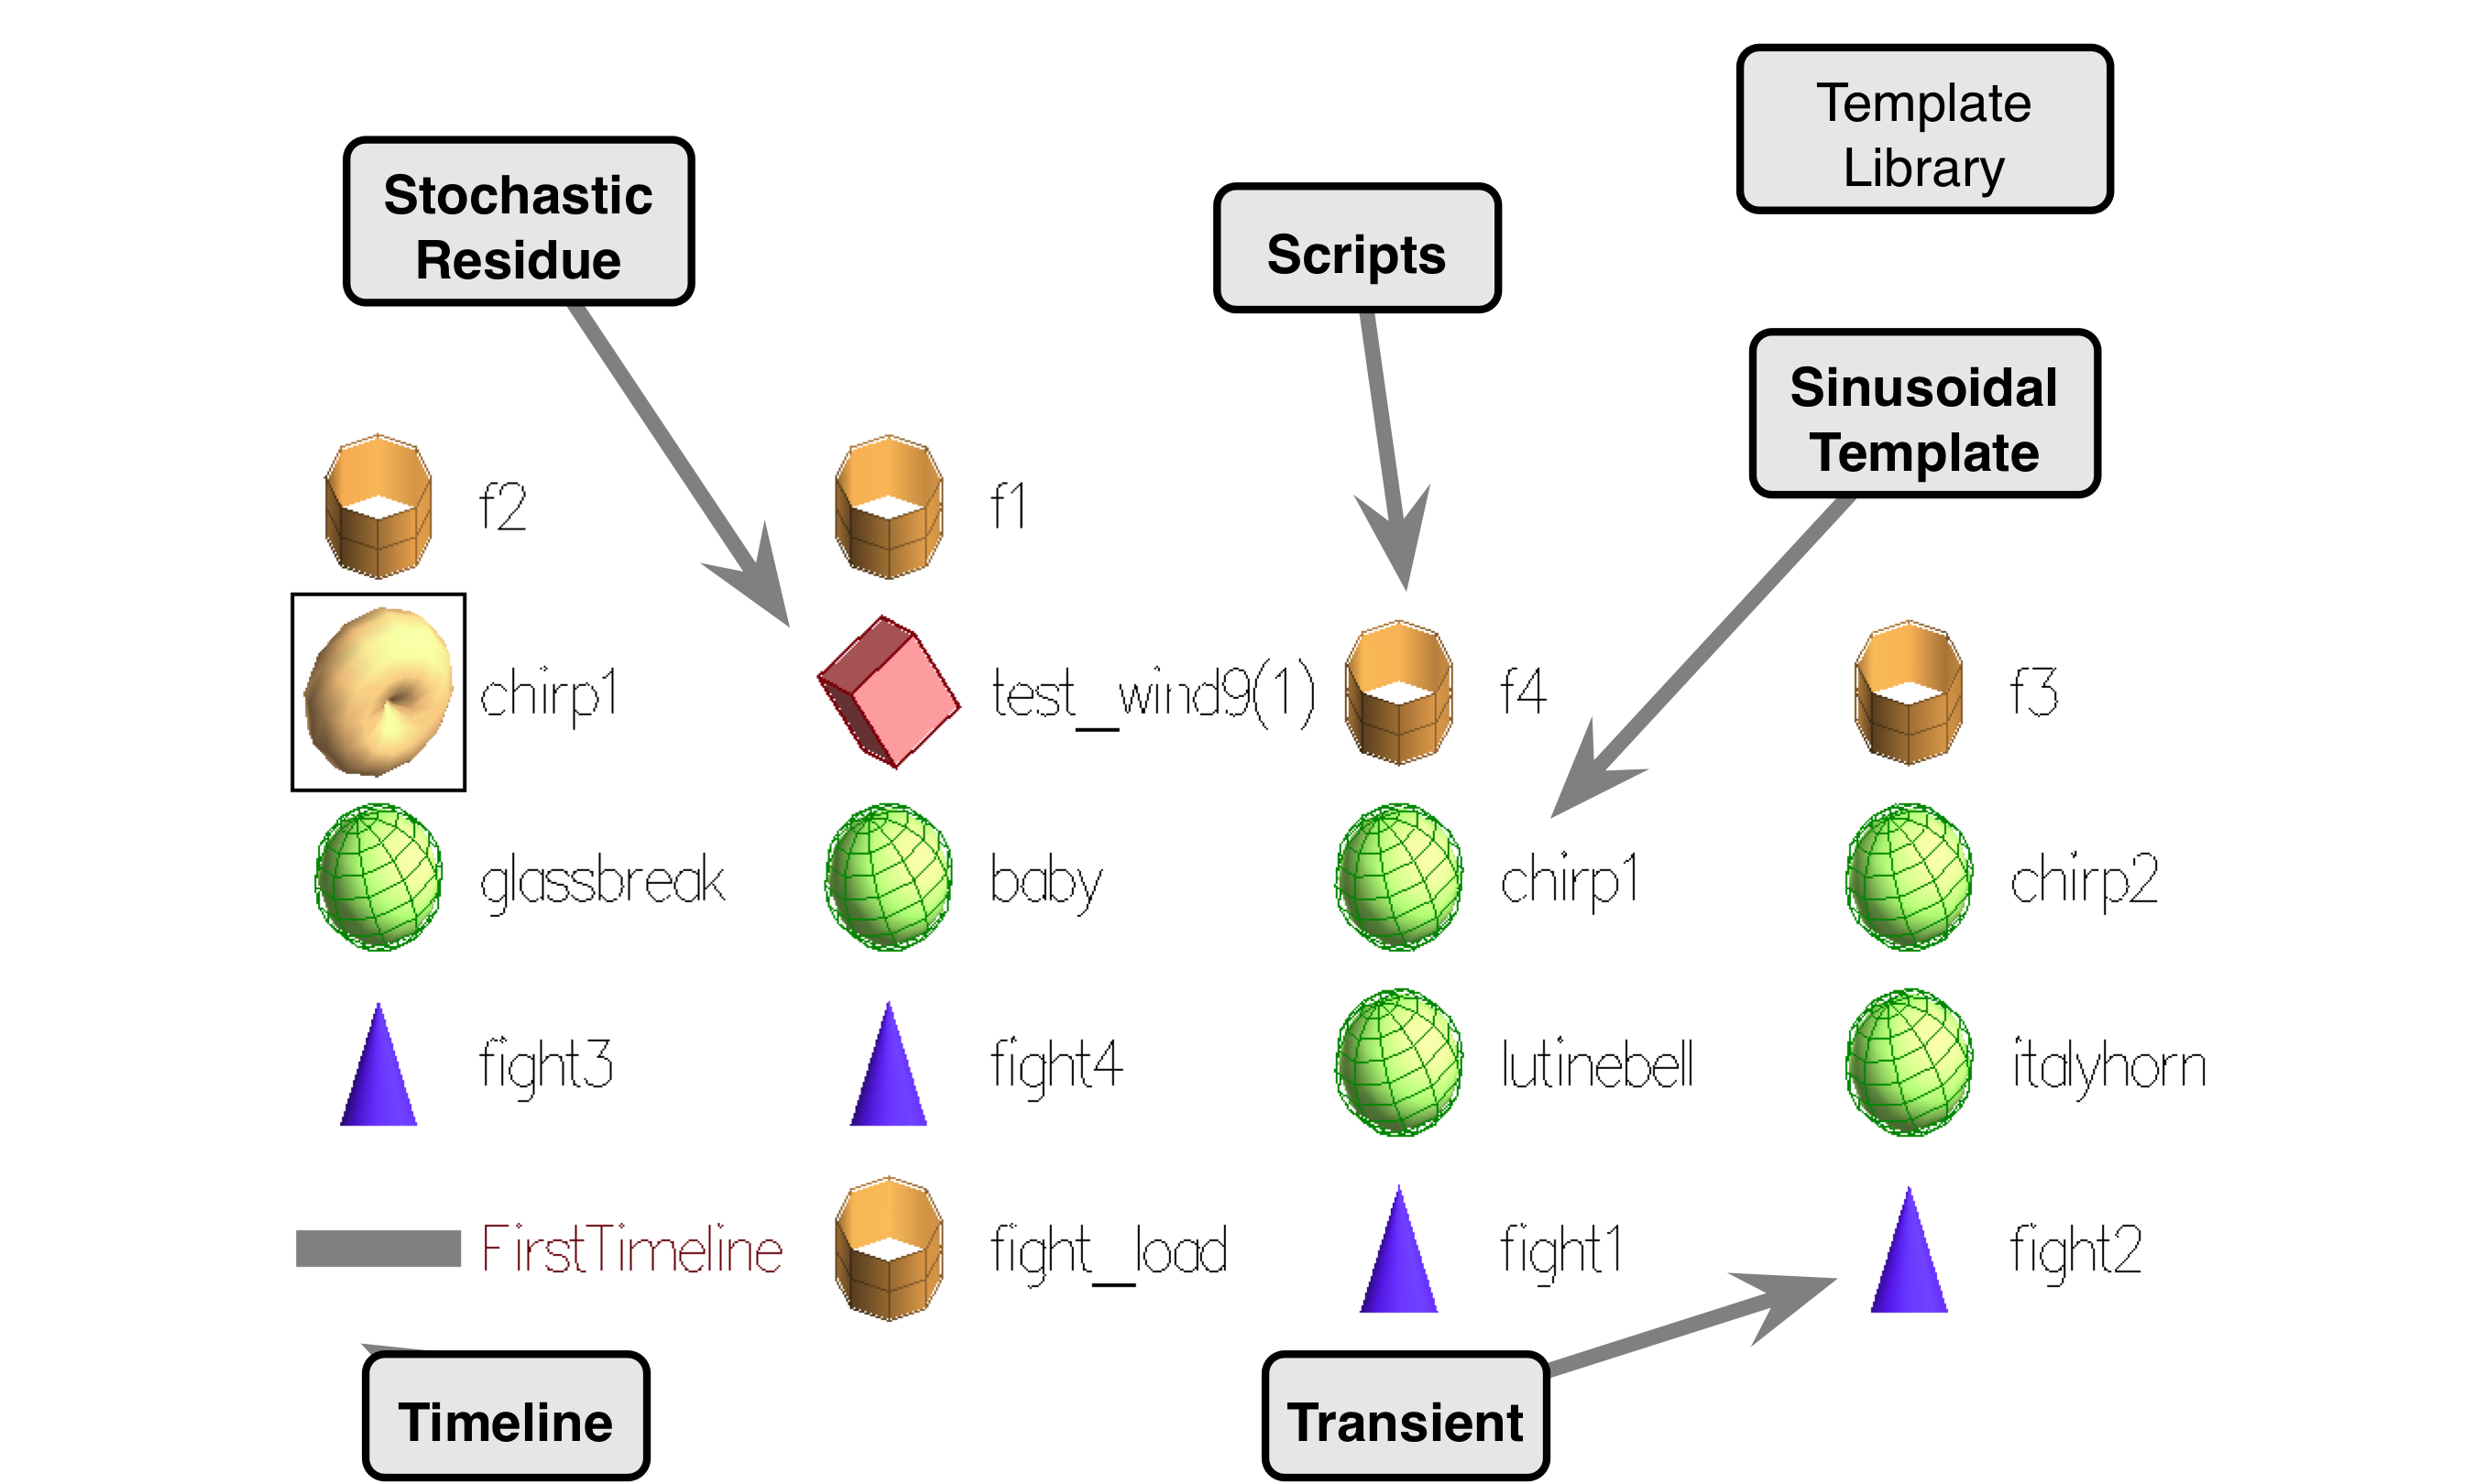 Template
Library
Stochastic
Residue
Scripts
Sinusoidal
Template
f2
f1
chirp1
test_wind9(1)
f4
f3
glassbreak
baby
chirp1
chirp2
fight3
fight4
lutinebell
italyhorn
FirstTimeline
fight_load
fight1
fight2
Timeline
Transient